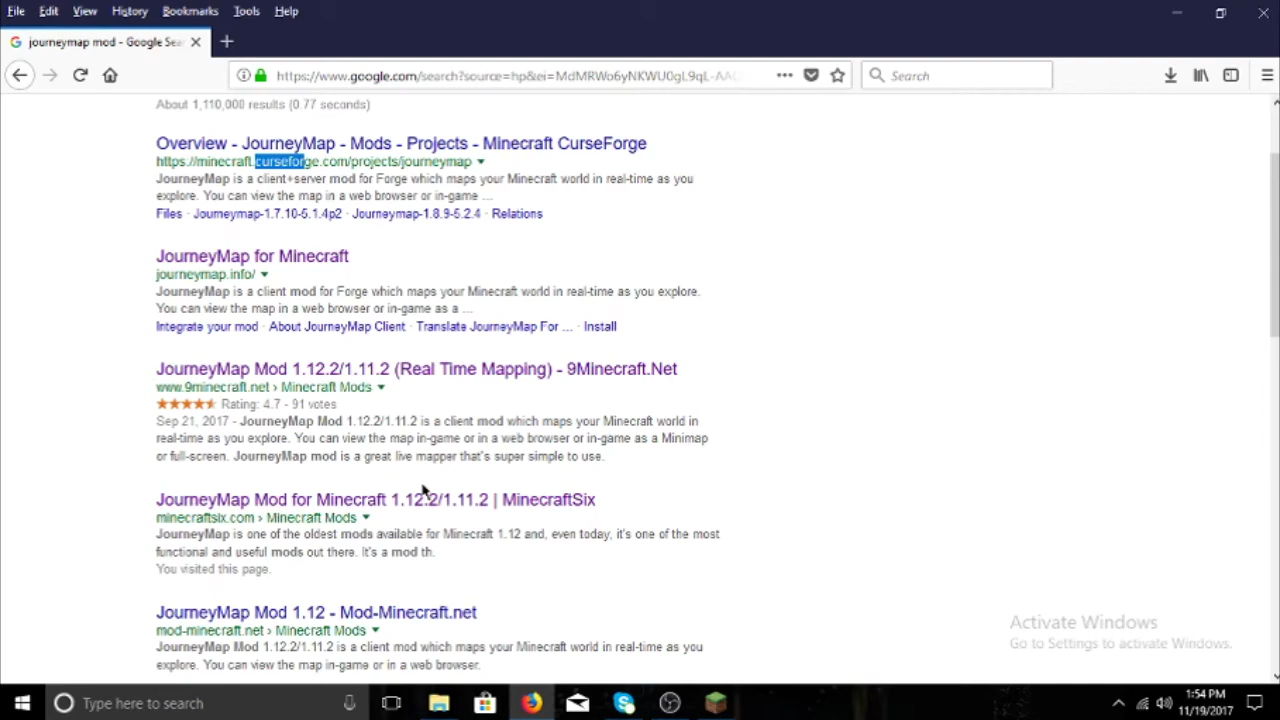 File Edit View History Bookmarks Tools Help
journeymap mod - Google Sear
https://www.google.com/search?source=hp&ei=MdMRWo6yNKWU0gL9qL-AAC
Search
About 1,110,000 results (0.77 seconds)
Overview - JourneyMap - Mods - Projects - Minecraft CurseForge
https://minecraft.curseforge.com/projects/journeymap
JourneyMap is a client+server mod for Forge which maps your Minecraft world in real-time as you
explore. You can view the map in a web browser or in-game ...
Files · Journeymap-1.7.10-5.1.4p2 · Journeymap-1.8.9-5.2.4 · Relations
JourneyMap for Minecraft
journeymap.info/
JourneyMap is a client mod for Forge which maps your Minecraft world in real-time as you explore.
You can view the map in a web browser or in-game as a ...
Integrate your mod · About JourneyMap Client · Translate JourneyMap For ... · Install
JourneyMap Mod 1.12.2/1.11.2 (Real Time Mapping) - 9Minecraft.Net
www.9minecraft.net › Minecraft Mods
Rating: 4.7 - 91 votes
Sep 21, 2017 - JourneyMap Mod 1.12.2/1.11.2 is a client mod which maps your Minecraft world in
real-time as you explore. You can view the map in-game or in a web browser or in-game as a Minimap
or full-screen. JourneyMap mod is a great live mapper that's super simple to use.
JourneyMap Mod for Minecraft 1.12.2/1.11.2 | MinecraftSix
minecraftsix.com › Minecraft Mods
JourneyMap is one of the oldest mods available for Minecraft 1.12 and, even today, it's one of the most
functional and useful mods out there. It's a mod th.
You visited this page.
JourneyMap Mod 1.12 - Mod-Minecraft.net
mod-minecraft.net › Minecraft Mods
JourneyMap Mod 1.12.2/1.11.2 is a client mod which maps your Minecraft world in real-time as you
explore. You can view the map in-game or in a web browser.
Activate Windows
Go to Settings to activate Windows.
Type here to search
1:54 PM
11/19/2017